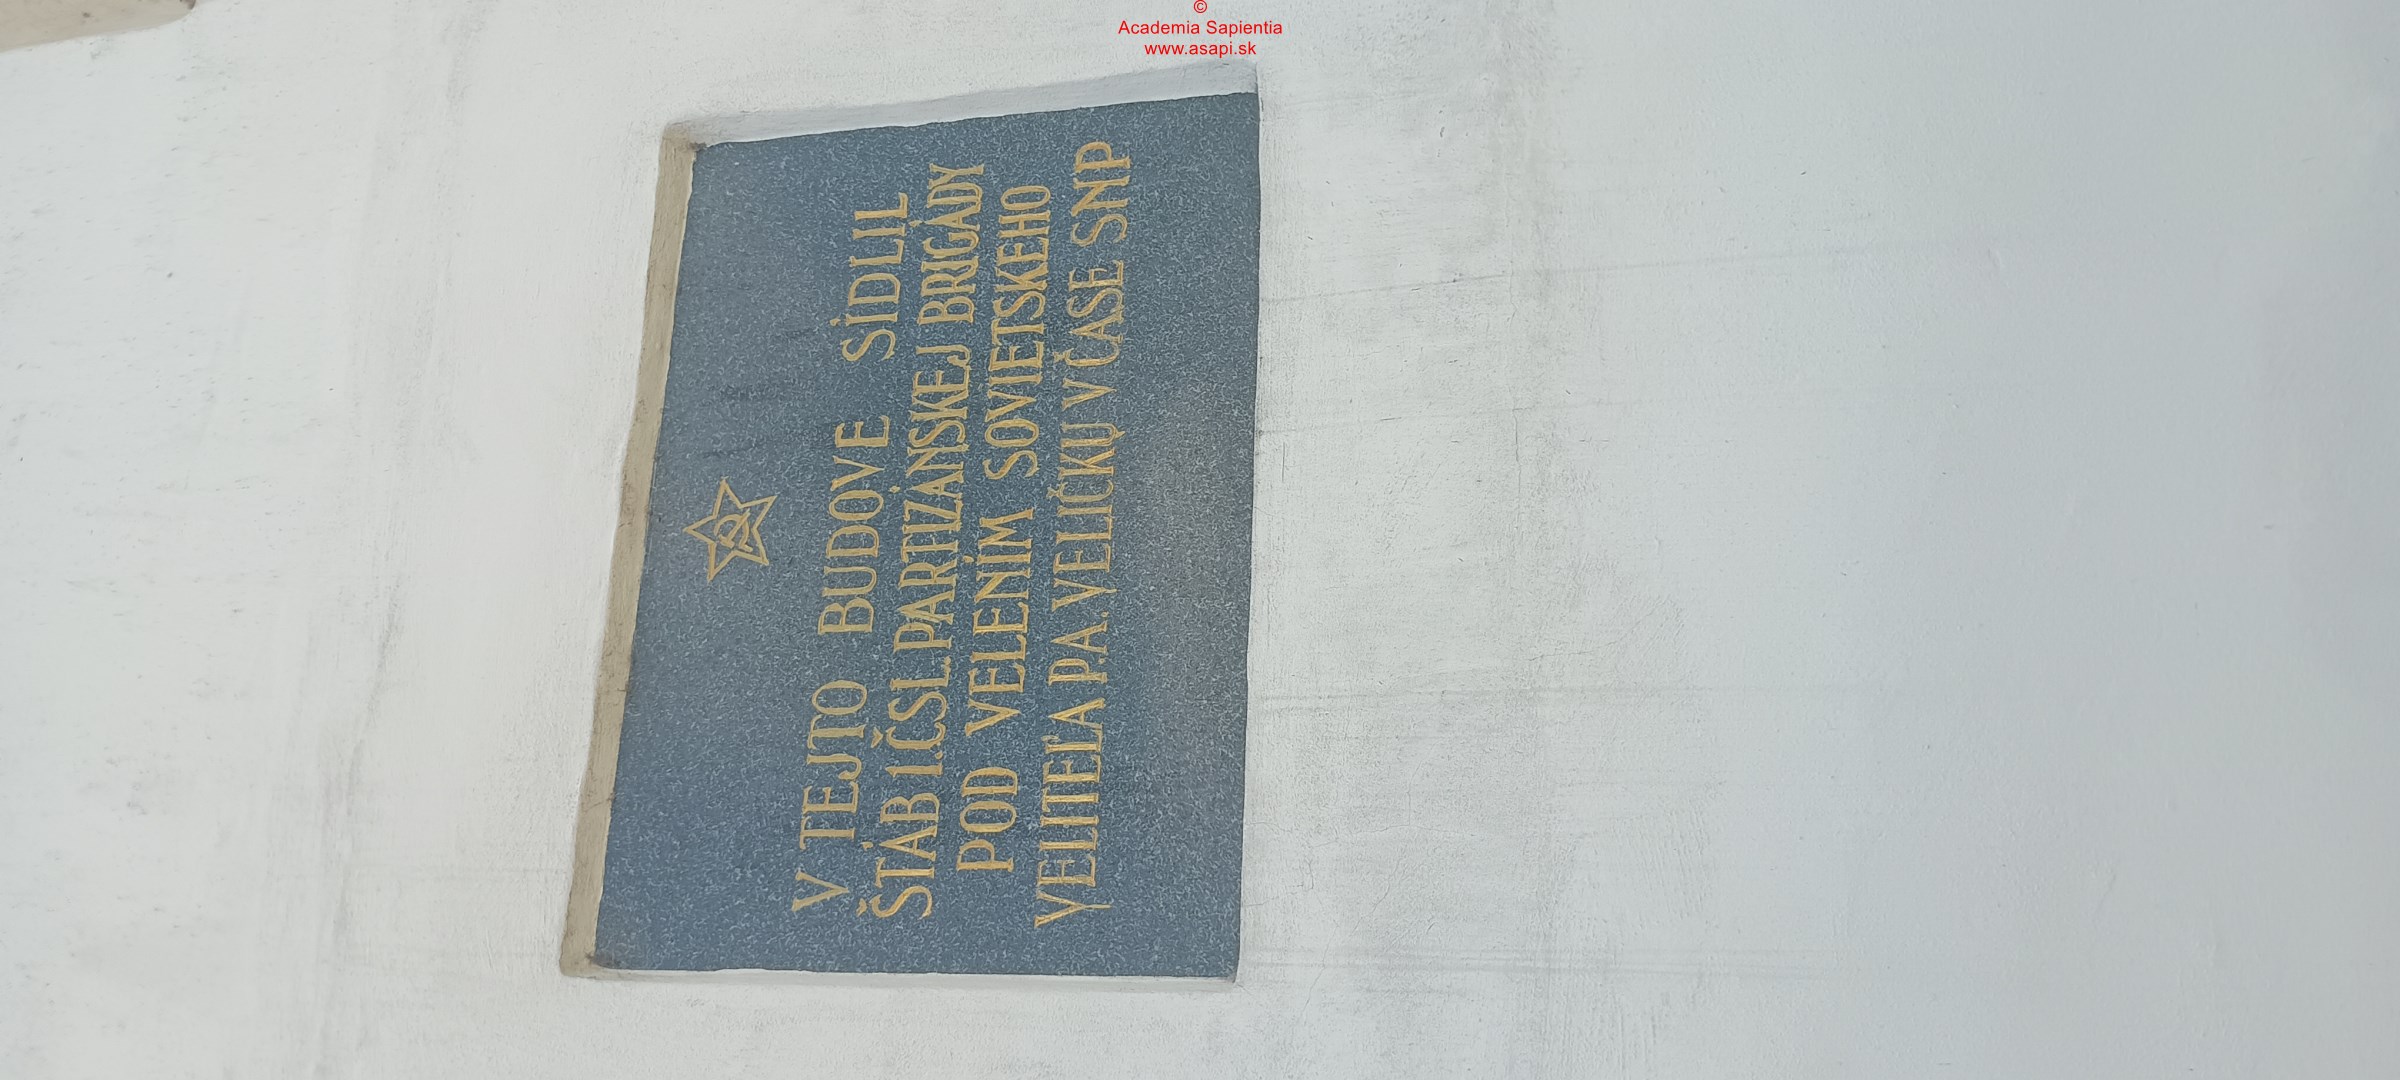 ©
Academia Sapientia
www.asapi.sk
V TEJTO BUDOVE SÍDLIL
ŠTÁB 1.ČSL.PARTIZÁNSKEJ BRIGÁDY
POD VELENÍM SOVIETSKEHO
VELITEĽA P.A.VELIČKU V ČASE SNP